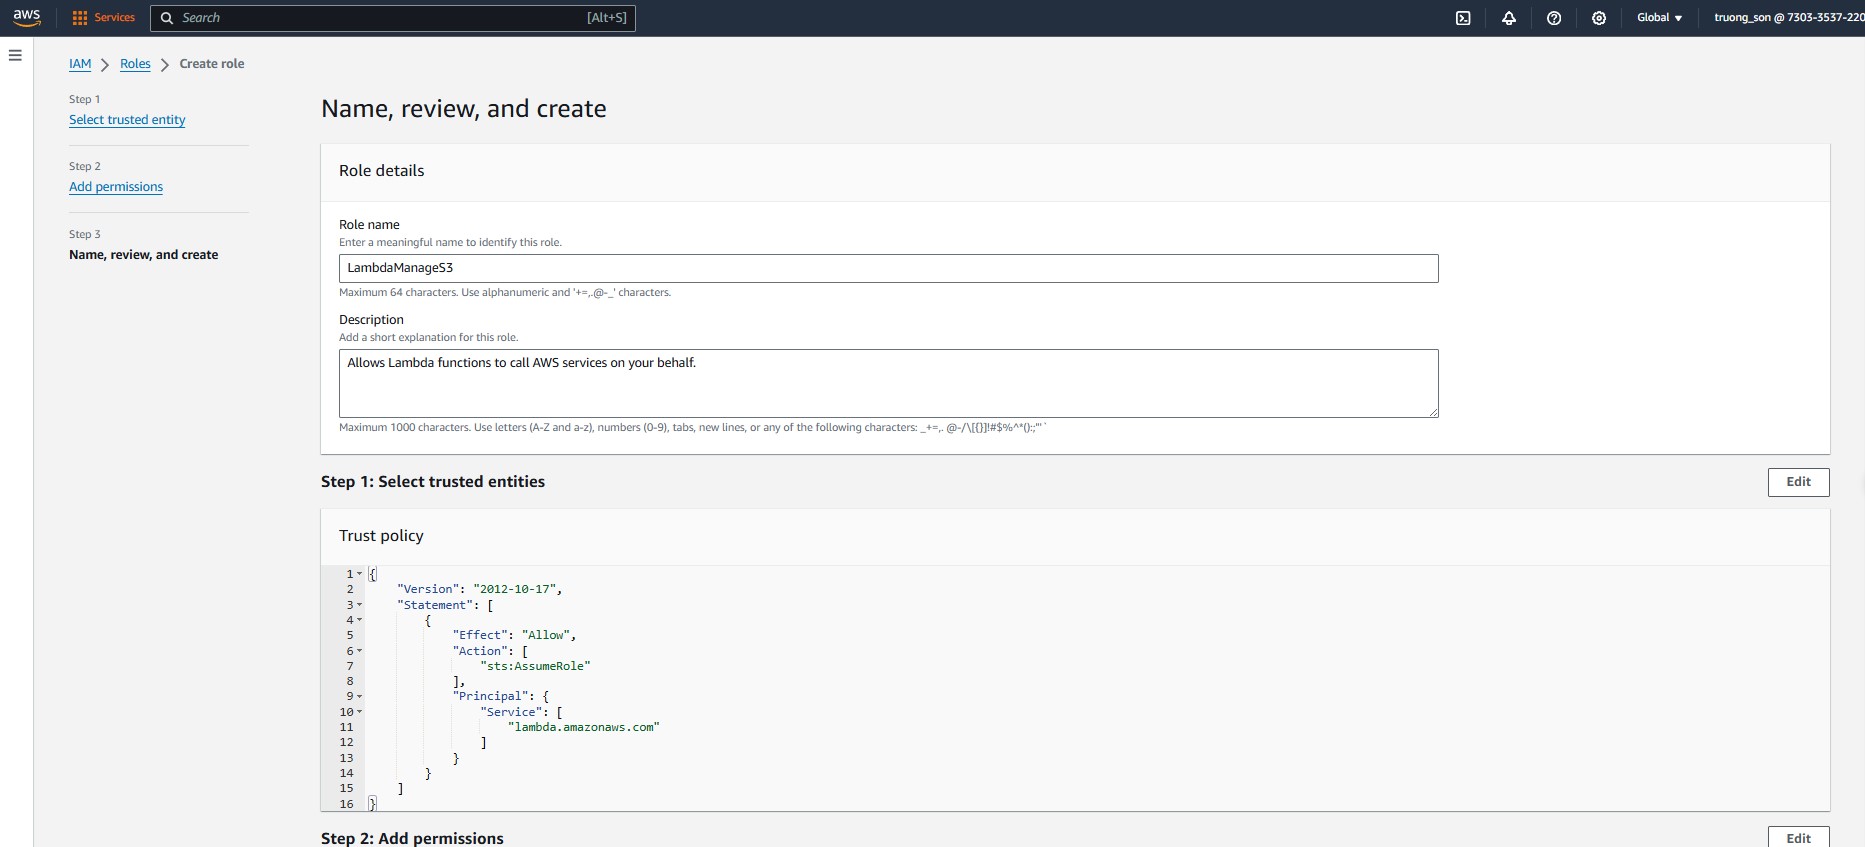 aws Services Search [Alt+S] Global ▼ truong_son @ 7303-3537-220
IAM > Roles > Create role
Step 1
Select trusted entity
Step 2
Add permissions
Step 3
Name, review, and create
Name, review, and create
Role details
Role name
Enter a meaningful name to identify this role.
LambdaManageS3
Maximum 64 characters. Use alphanumeric and '+=,.@-_' characters.
Description
Add a short explanation for this role.
Allows Lambda functions to call AWS services on your behalf.
Maximum 1000 characters. Use letters (A-Z and a-z), numbers (0-9), tabs, new lines, or any of the following characters: _+=,. @-/\[{}]!#$%^*();:"'`
Step 1: Select trusted entities
Edit
Trust policy
1 {
2 "Version": "2012-10-17",
3 "Statement": [
4 {
5 "Effect": "Allow",
6 "Action": [
7 "sts:AssumeRole"
8 ],
9 "Principal": {
10 "Service": [
11 "lambda.amazonaws.com"
12 ]
13 }
14 }
15 ]
16 }
Step 2: Add permissions
Edit